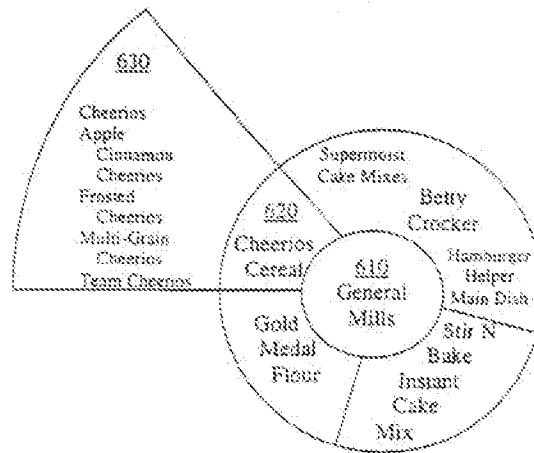 630
Cheerios
Apple
Cinnamon
Cheerios
Frosted
Cheerios
Multi-Grain
Cheerios
Team Cheerios
620
Cheerios
Cereal
Supermoist
Cake Mixes
Betty
Crocker
Hamburger
Helper
Main Dish
610
General
Mills
Gold
Medal
Flour
Stir N
Bake
Instant
Cake
Mix